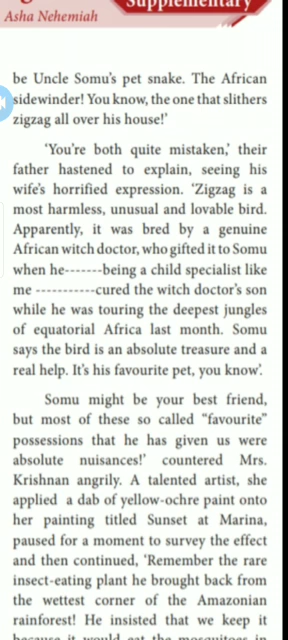 Asha Nehemiah
Supplementary
be Uncle Somu's pet snake. The African
sidewinder! You know, the one that slithers
zigzag all over his house!'
'You're both quite mistaken,' their
father hastened to explain, seeing his
wife's horrified expression. 'Zigzag is a
most harmless, unusual and lovable bird.
Apparently, it was bred by a genuine
African witch doctor, who gifted it to Somu
when he-------being a child specialist like
me -----------cured the witch doctor's son
while he was touring the deepest jungles
of equatorial Africa last month. Somu
says the bird is an absolute treasure and a
real help. It's his favourite pet, you know'.
Somu might be your best friend,
but most of these so called "favourite"
possessions that he has given us were
absolute nuisances!' countered Mrs.
Krishnan angrily. A talented artist, she
applied a dab of yellow-ochre paint onto
her painting titled Sunset at Marina,
paused for a moment to survey the effect
and then continued, 'Remember the rare
insect-eating plant he brought back from
the wettest corner of the Amazonian
rainforest! He insisted that we keep it
because it would eat the mosquitoes in